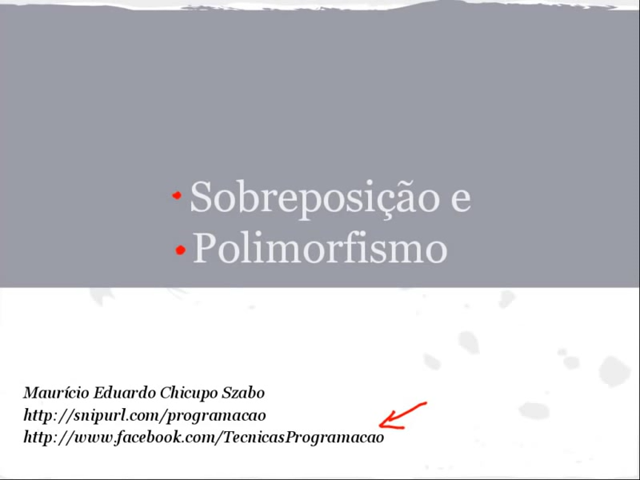 Sobreposição e
Polimorfismo
Maurício Eduardo Chicupo Szabo
http://snipurl.com/programacao
http://www.facebook.com/TecnicasProgramacao